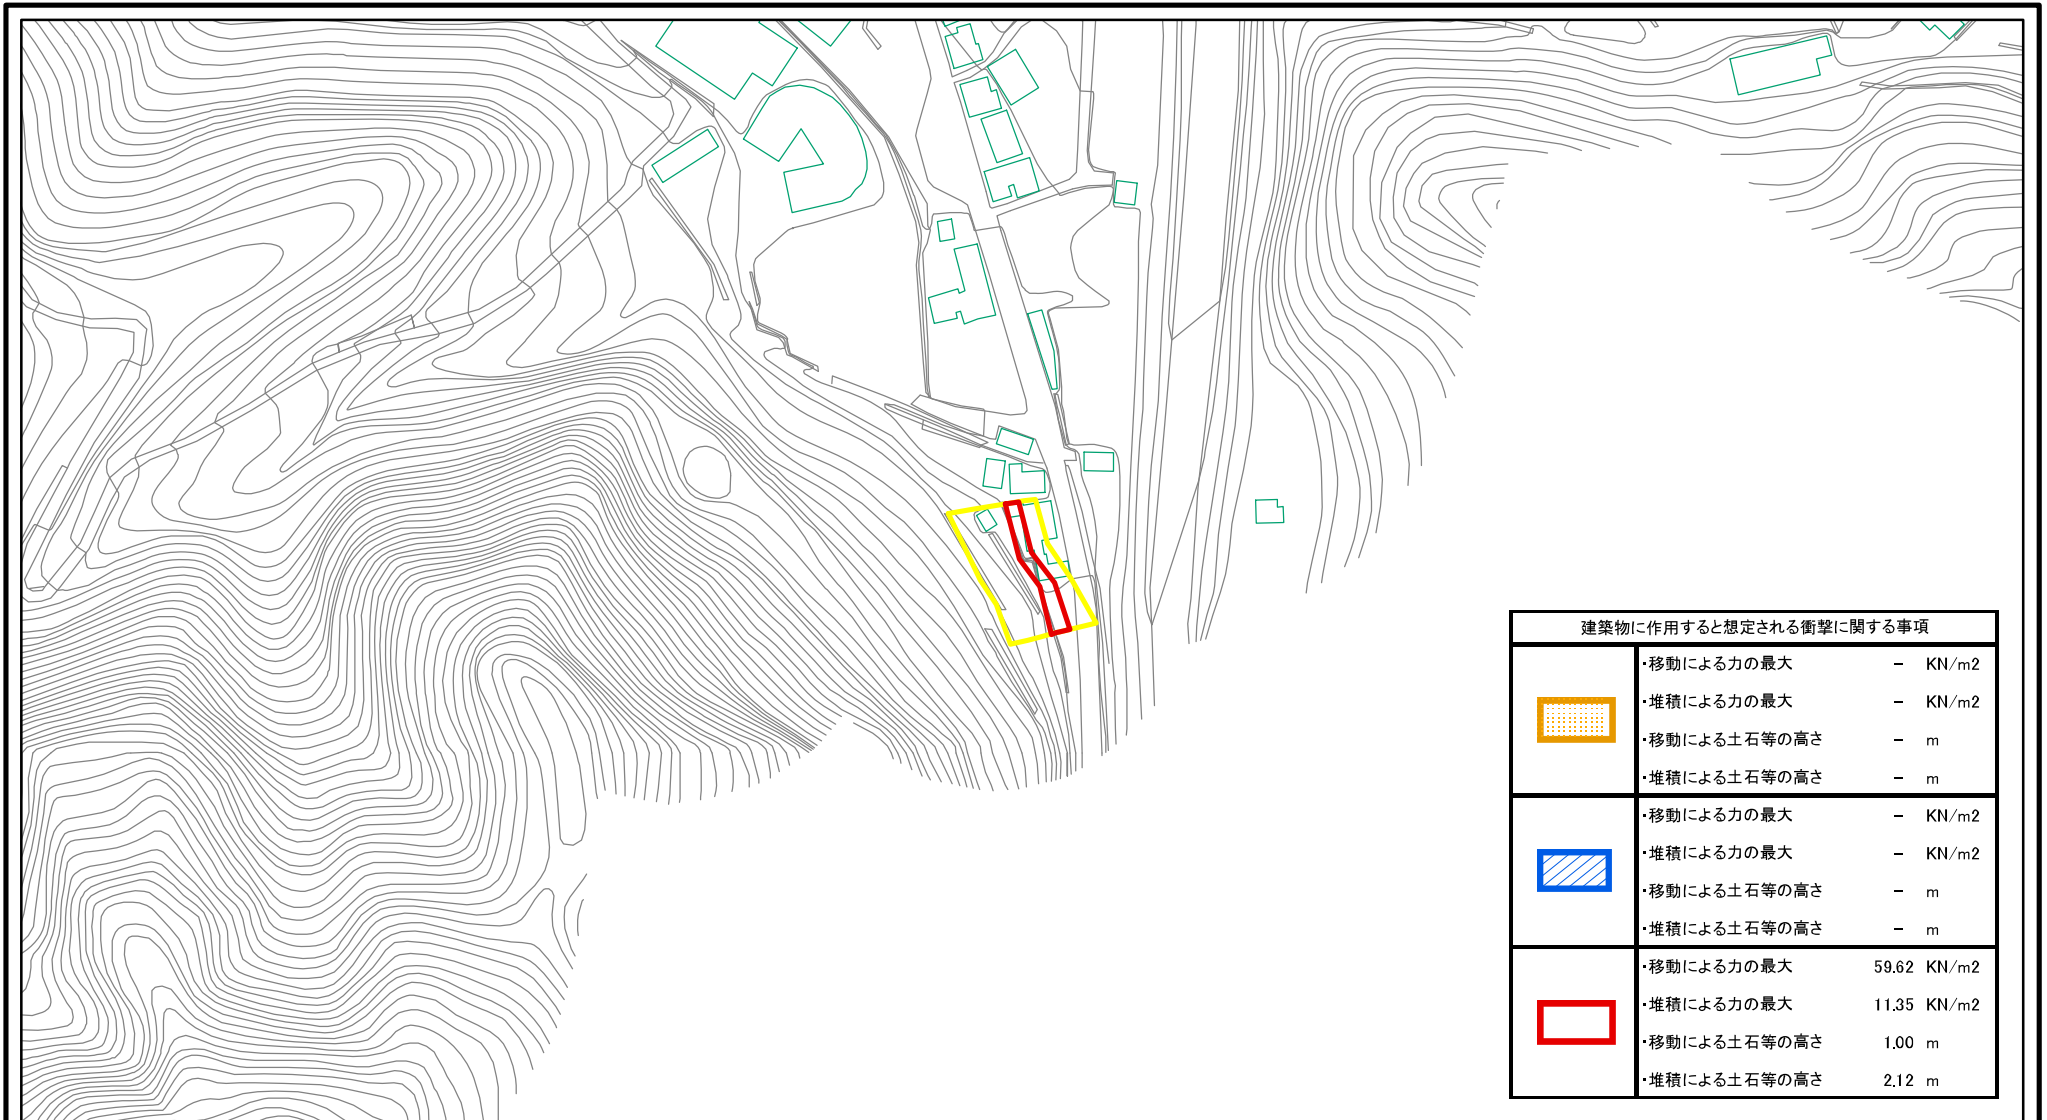 建築物に作用すると想定される衝撃に関する事項
・移動による力の最大 － KN/m2
・堆積による力の最大 － KN/m2
・移動による土石等の高さ － m
・堆積による土石等の高さ － m
・移動による力の最大 － KN/m2
・堆積による力の最大 － KN/m2
・移動による土石等の高さ － m
・堆積による土石等の高さ － m
・移動による力の最大 59.62 KN/m2
・堆積による力の最大 11.35 KN/m2
・移動による土石等の高さ 1.00 m
・堆積による土石等の高さ 2.12 m